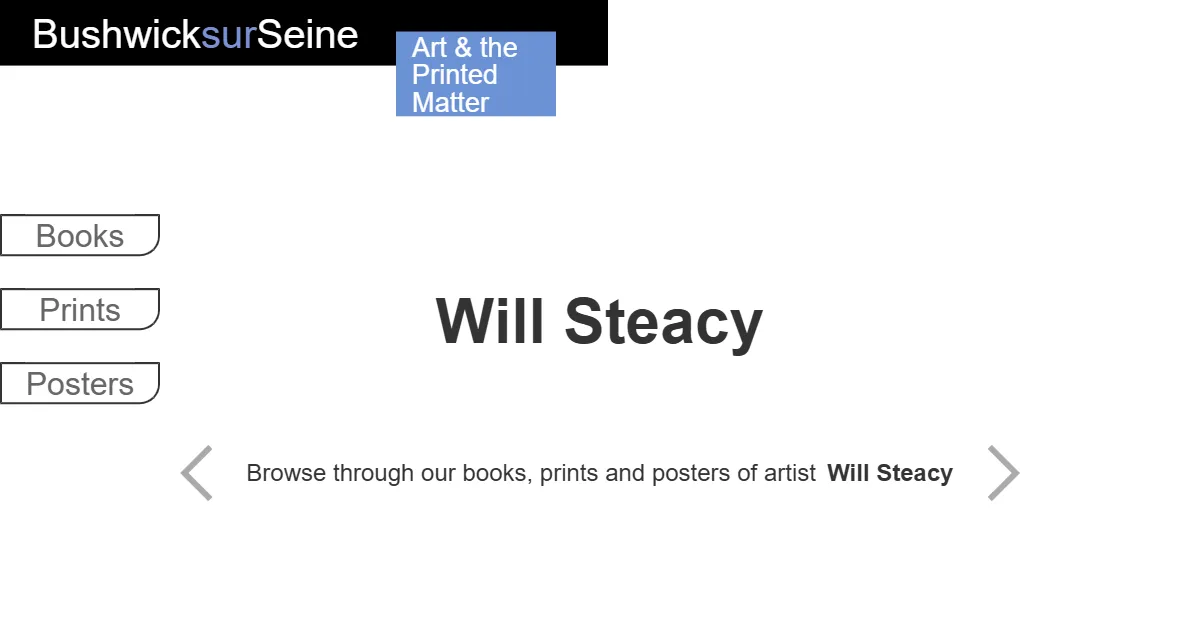 BushwicksurSeine
Art & the
Printed
Matter
Books
Prints
Posters
Will Steacy
Browse through our books, prints and posters of artist Will Steacy